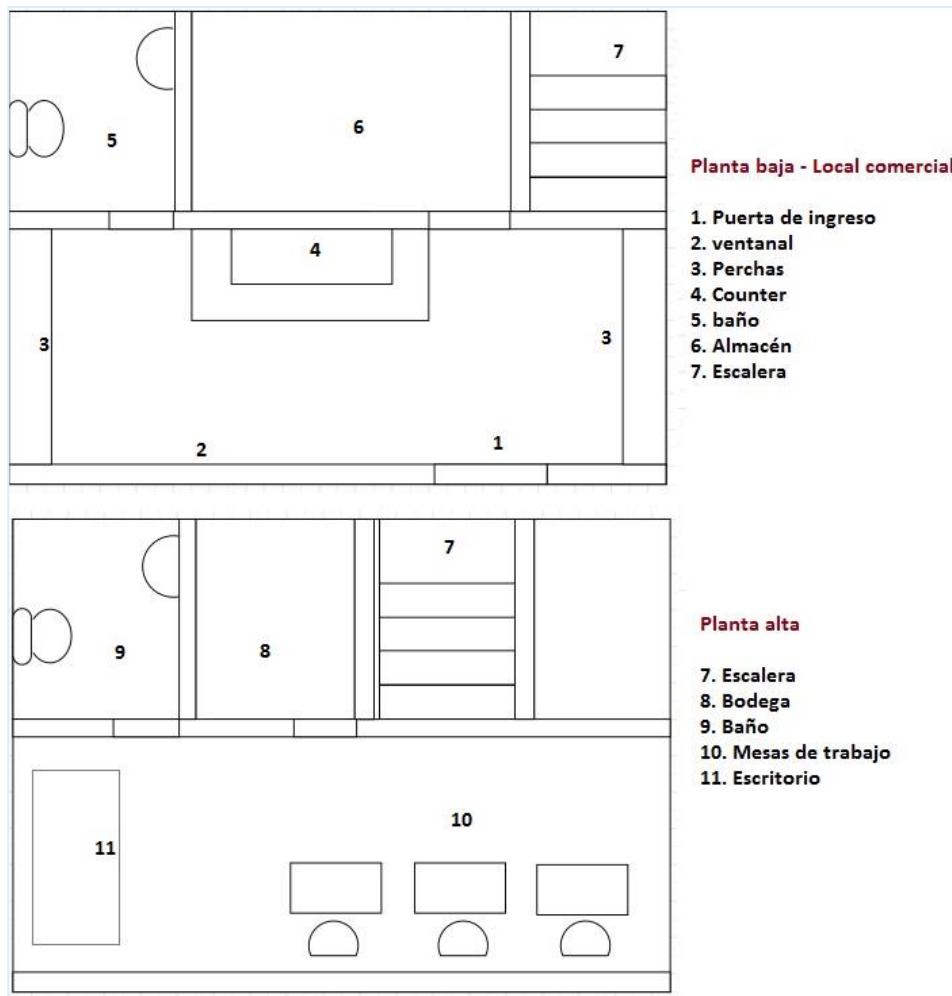 7
5
6
4
3
3
2
1
Planta baja - Local comercial
1. Puerta de ingreso
2. ventanal
3. Perchas
4. Counter
5. baño
6. Almacén
7. Escalera
7
9
8
10
11
Planta alta
7. Escalera
8. Bodega
9. Baño
10. Mesas de trabajo
11. Escritorio